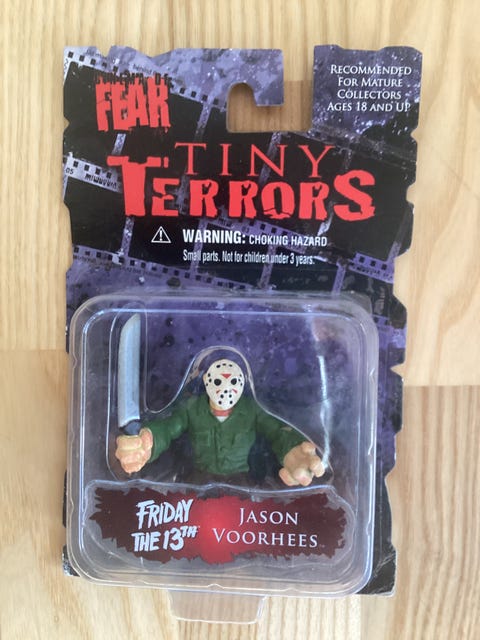 FEAR
RECOMMENDED
FOR MATURE
COLLECTORS
AGES 18 AND UP
TINY
TERRORS
⚠ WARNING: CHOKING HAZARD
Small parts. Not for children under 3 years.
FRIDAY
THE 13TH
JASON
VOORHEES